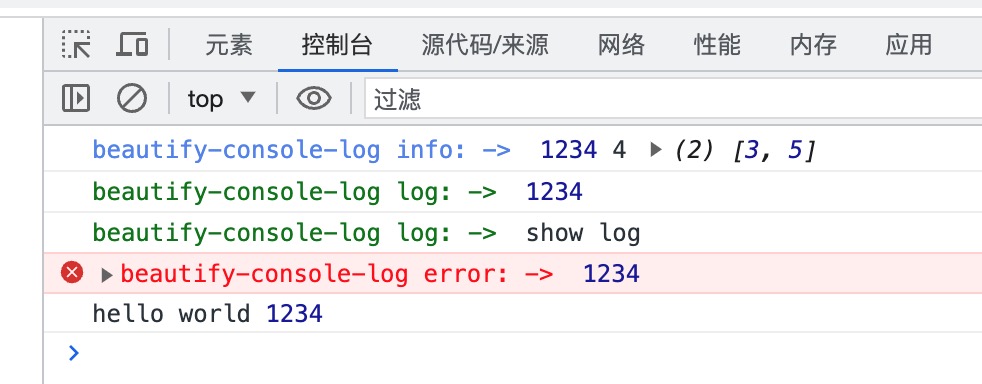 元素 控制台 源代码/来源 网络 性能 内存 应用
top 过滤
beautify-console-log info: -> 1234 4 (2) [3, 5]
beautify-console-log log: -> 1234
beautify-console-log log: -> show log
beautify-console-log error: -> 1234
hello world 1234